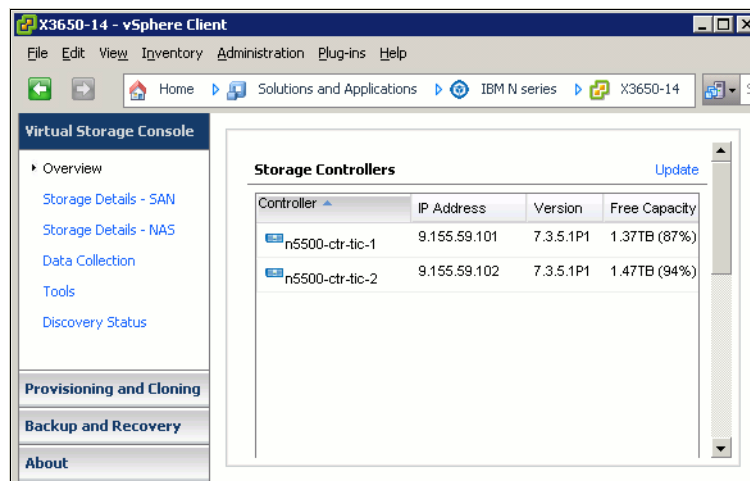 X3650-14 - vSphere Client
File Edit View Inventory Administration Plug-ins Help
Home Solutions and Applications IBM N series X3650-14
Virtual Storage Console
Overview
Storage Details - SAN
Storage Details - NAS
Data Collection
Tools
Discovery Status
Provisioning and Cloning
Backup and Recovery
About
Storage Controllers Update
Controller IP Address Version Free Capacity
n5500-ctr-tic-1 9.155.59.101 7.3.5.1P1 1.37TB (87%)
n5500-ctr-tic-2 9.155.59.102 7.3.5.1P1 1.47TB (94%)